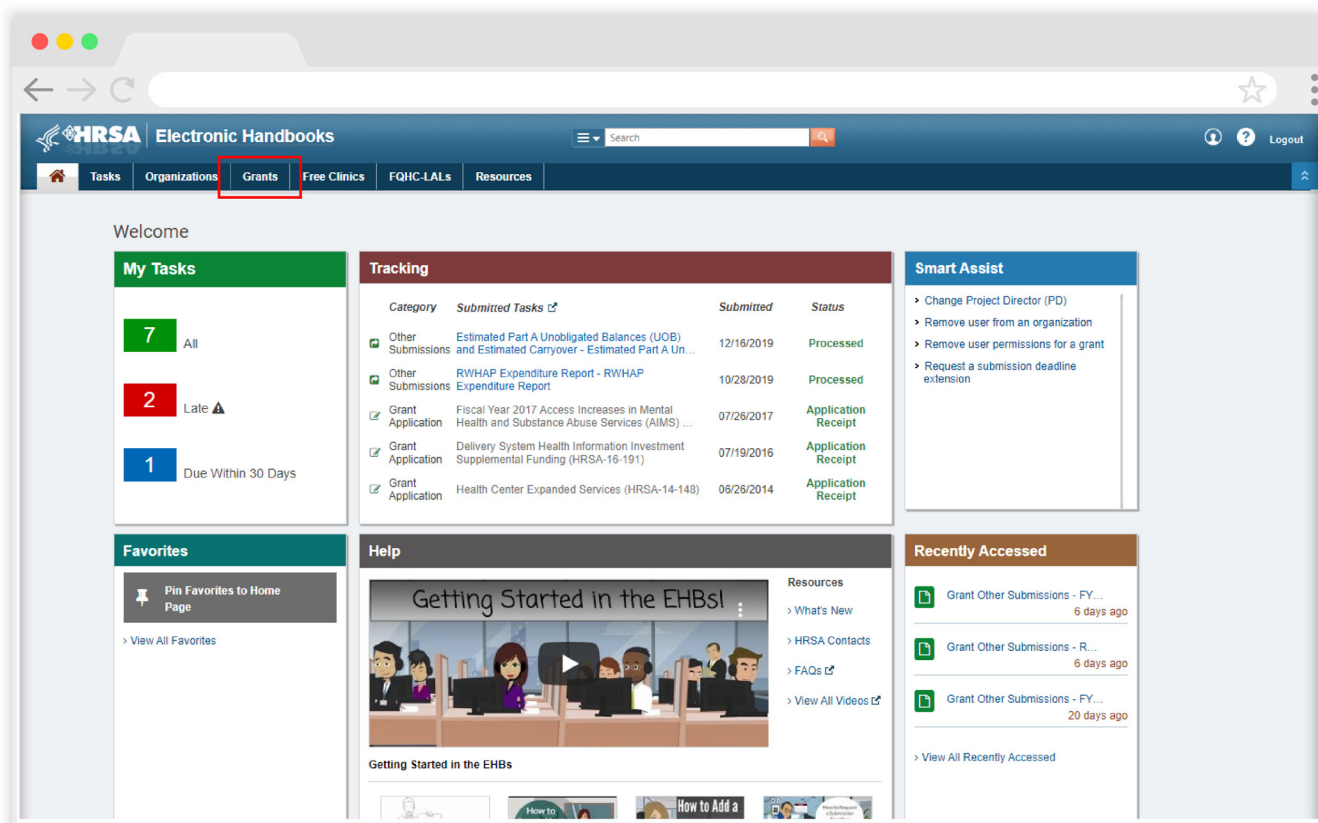 HRSA Electronic Handbooks
Search
Logout
Tasks Organizations Grants Free Clinics FQHC-LALs Resources
Welcome
My Tasks
7 All
2 Late
1 Due Within 30 Days
Tracking
Category Submitted Tasks Submitted Status
Other Submissions
Estimated Part A Unobligated Balances (UOB)
and Estimated Carryover - Estimated Part A Un...
12/16/2019
Processed
Other Submissions
RWHAP Expenditure Report - RWHAP
Expenditure Report
10/28/2019
Processed
Grant Application
Fiscal Year 2017 Access Increases in Mental
Health and Substance Abuse Services (AIMS) ...
07/26/2017
Application Receipt
Grant Application
Delivery System Health Information Investment
Supplemental Funding (HRSA-16-191)
07/19/2016
Application Receipt
Grant Application
Health Center Expanded Services (HRSA-14-148)
06/26/2014
Application Receipt
Smart Assist
Change Project Director (PD)
Remove user from an organization
Remove user permissions for a grant
Request a submission deadline
extension
Favorites
Pin Favorites to Home
Page
View All Favorites
Help
Getting Started in the EHBs!
Getting Started in the EHBs
Resources
What's New
HRSA Contacts
FAQs
View All Videos
How to
How to Add a
Recently Accessed
Grant Other Submissions - FY...
6 days ago
Grant Other Submissions - R...
6 days ago
Grant Other Submissions - FY...
20 days ago
View All Recently Accessed